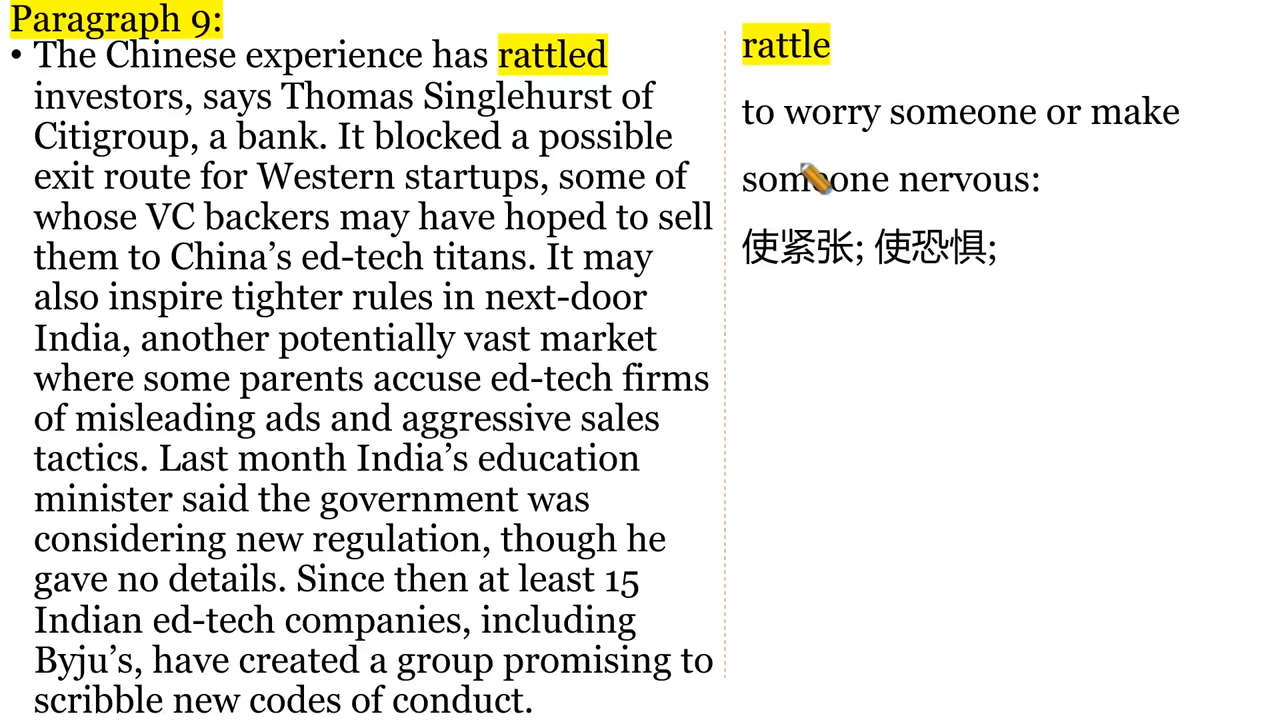 Paragraph 9:
• The Chinese experience has rattled
investors, says Thomas Singlehurst of
Citigroup, a bank. It blocked a possible
exit route for Western startups, some of
whose VC backers may have hoped to sell
them to China’s ed-tech titans. It may
also inspire tighter rules in next-door
India, another potentially vast market
where some parents accuse ed-tech firms
of misleading ads and aggressive sales
tactics. Last month India’s education
minister said the government was
considering new regulation, though he
gave no details. Since then at least 15
Indian ed-tech companies, including
Byju’s, have created a group promising to
scribble new codes of conduct.
rattle
to worry someone or make
someone nervous:
使紧张; 使恐惧;